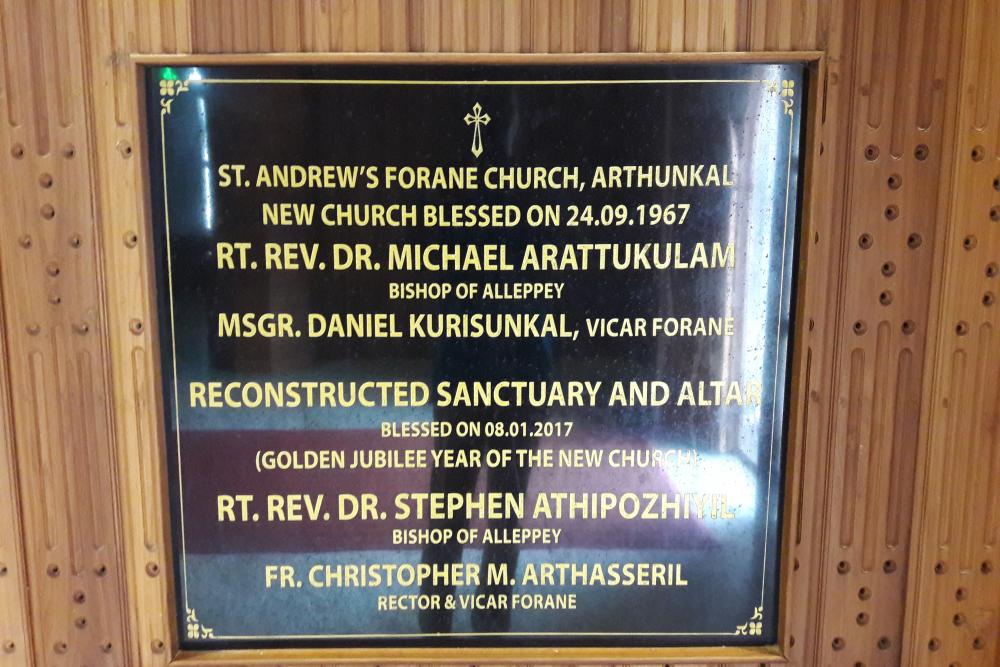 ST. ANDREW'S FORANE CHURCH, ARTHUNKAL
NEW CHURCH BLESSED ON 24.09.1967
RT. REV. DR. MICHAEL ARATTUKULAM
BISHOP OF ALLEPPEY
MSGR. DANIEL KURISUNKAL, VICAR FORANE
RECONSTRUCTED SANCTUARY AND ALTAR
BLESSED ON 08.01.2017
(GOLDEN JUBILEE YEAR OF THE NEW CHURCH)
RT. REV. DR. STEPHEN ATHIPOZHIYIL
BISHOP OF ALLEPPEY
FR. CHRISTOPHER M. ARTHASSERIL
RECTOR & VICAR FORANE